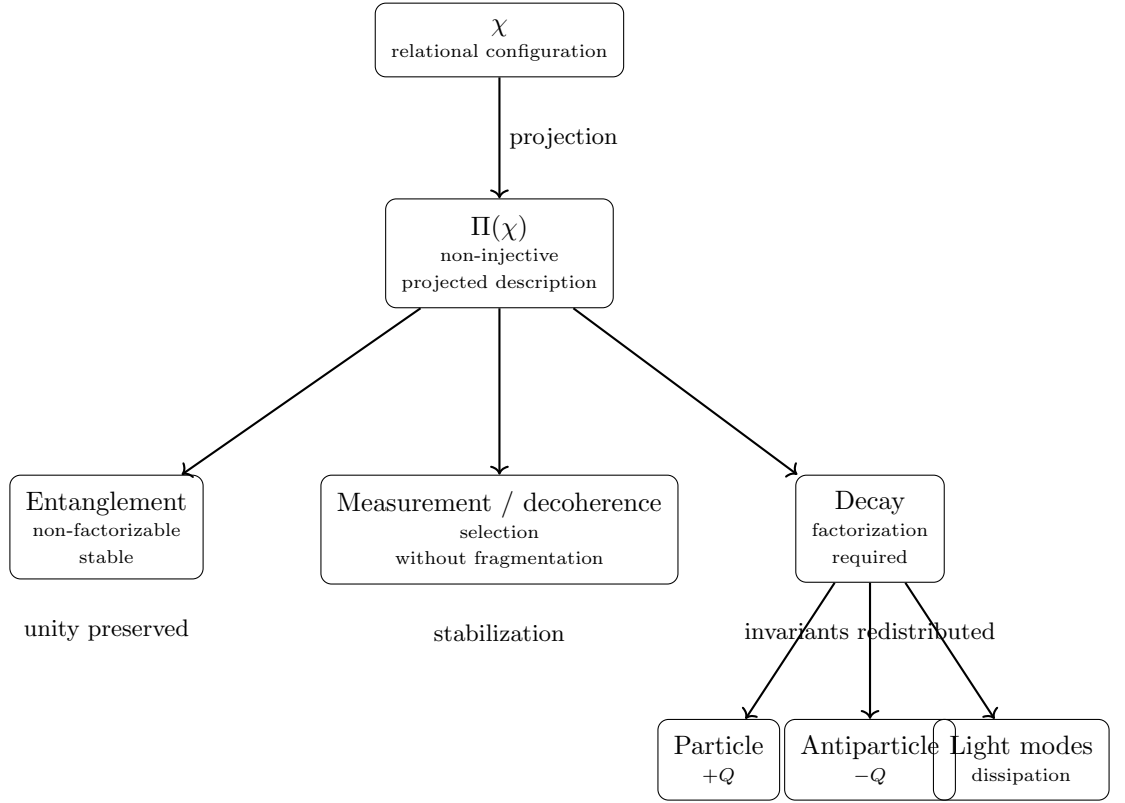 χ
relational configuration
projection
Π(χ)
non-injective
projected description
Entanglement
non-factorizable
stable
Measurement / decoherence
selection
without fragmentation
Decay
factorization
required
unity preserved
stabilization
invariants redistributed
Particle
+Q
Antiparticle
−Q
Light modes
dissipation